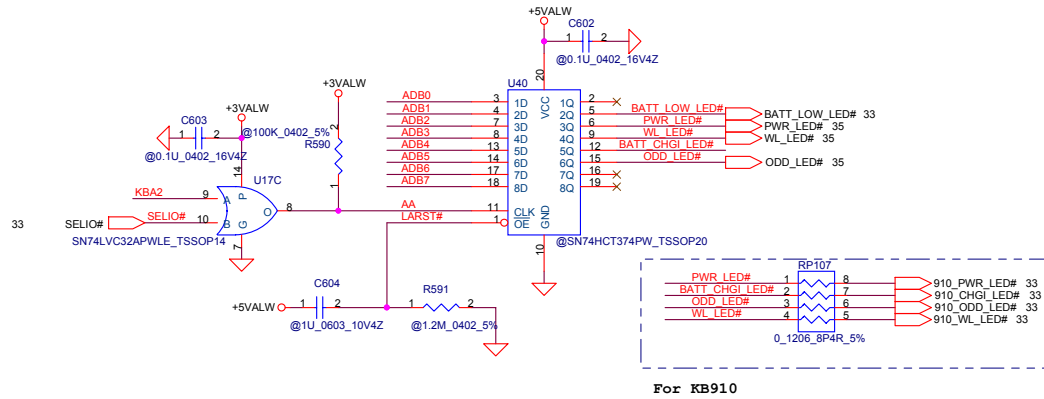 +5VALW
C602
1 2
@0.1U_0402_16V4Z
+3VALW
+3VALW
C603
1 2
@0.1U_0402_16V4Z
@100K_0402_5%
R590
2
1
U40
20
VCC
ADB0 3 1D 1Q 2
ADB1 4 2D 2Q 5 BATT_LOW_LED# BATT_LOW_LED# 33
ADB2 7 3D 3Q 6 PWR_LED# PWR_LED# 35
ADB3 8 4D 4Q 9 WL_LED# WL_LED# 35
ADB4 13 5D 5Q 12 BATT_CHGI_LED#
ADB5 14 6D 6Q 15 ODD_LED# ODD_LED# 35
ADB6 17 7D 7Q 16
ADB7 18 8D 8Q 19
AA 11 CLK
LARST# 1 OE
GND
10
@SN74HCT374PW_TSSOP20
14
U17C
P
KBA2 9 A
O 8
33 SELIO# SELIO# 10 B
G
7
SN74LVC32APWLE_TSSOP14
C604
+5VALW 1 2
@1U_0603_10V4Z
R591
1 2
@1.2M_0402_5%
RP107
PWR_LED# 1 8 910_PWR_LED# 33
BATT_CHGI_LED# 2 7 910_CHGI_LED# 33
ODD_LED# 3 6 910_ODD_LED# 33
WL_LED# 4 5 910_WL_LED# 33
0_1206_8P4R_5%
For KB910